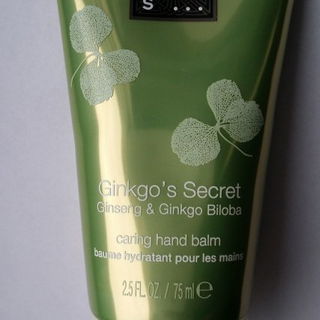 S...
Ginkgo's Secret
Ginseng & Ginkgo Biloba
caring hand balm
baume hydratant pour les mains
2.5 FL.OZ. / 75 ml ℮